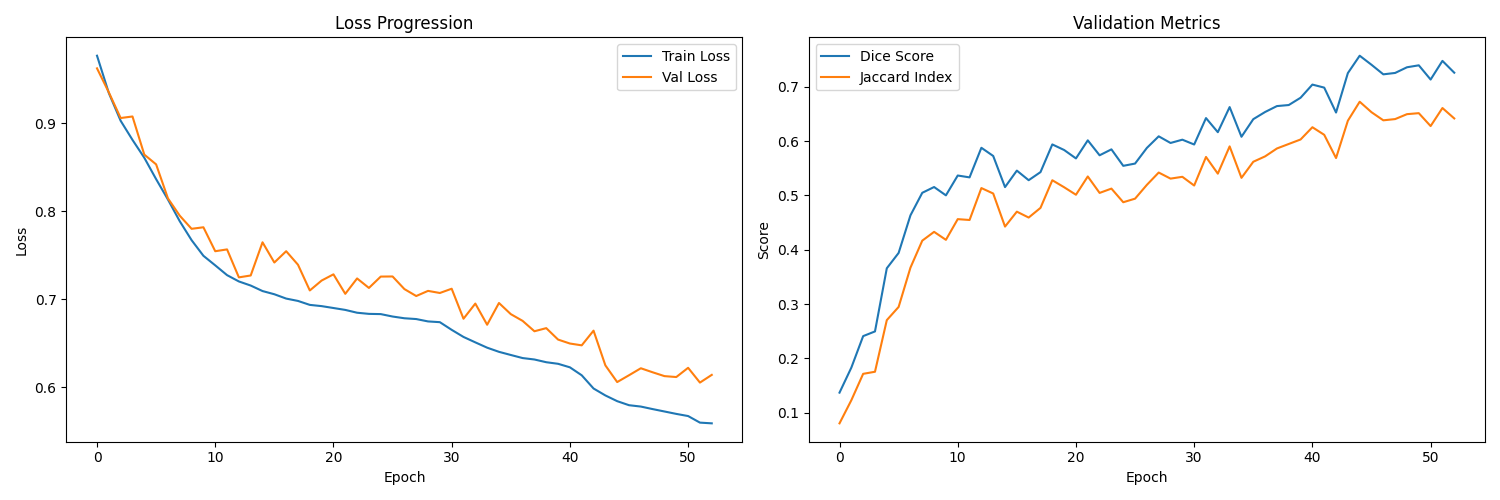 Loss Progression
Train Loss
Val Loss
0.9
0.8
0.7
0.6
Loss
0 10 20 30 40 50
Epoch
Validation Metrics
Dice Score
Jaccard Index
0.7
0.6
0.5
0.4
0.3
0.2
0.1
Score
0 10 20 30 40 50
Epoch